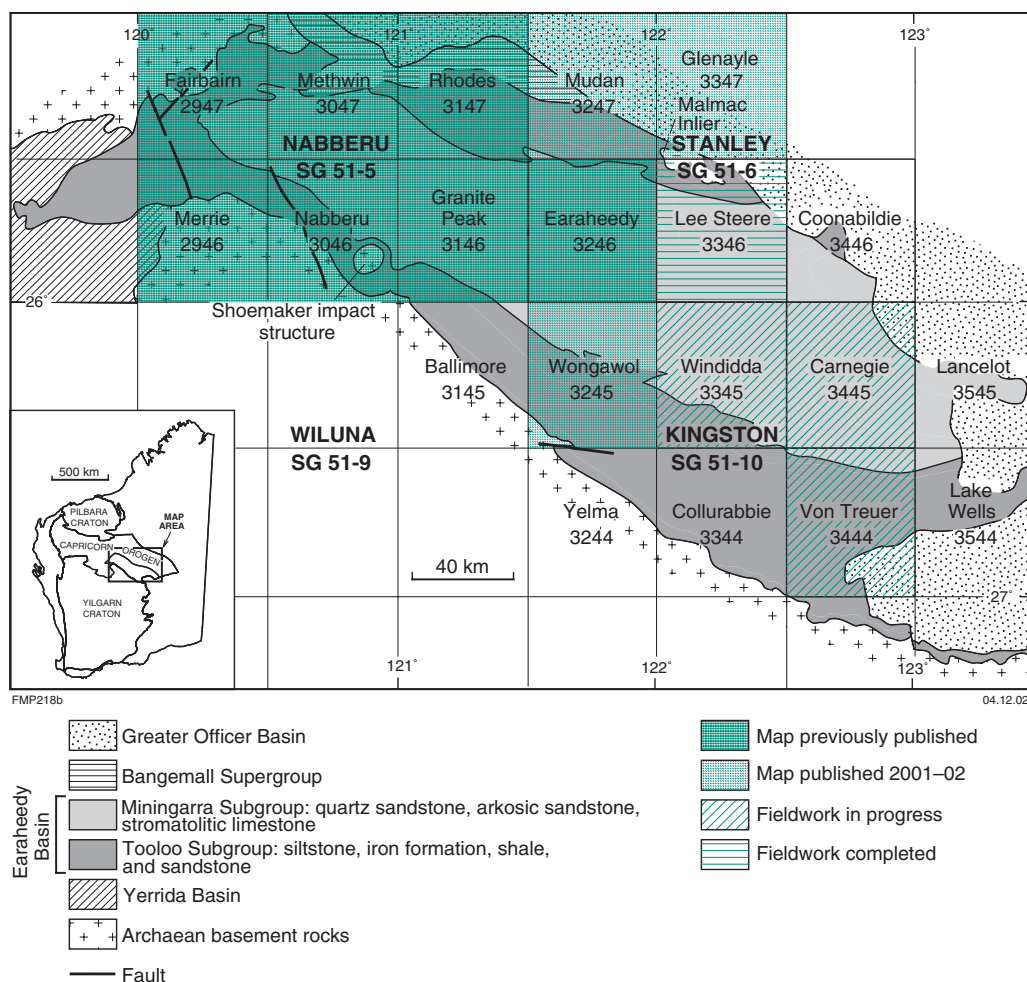 120°
121°
122°
123°
Fairbairn
2947
Methwin
3047
Rhodes
3147
Mudan
3247
Glenayle
3347
Malmac
Inlier
NABBERU
SG 51-5
STANLEY
SG 51-6
Merrie
2946
Nabberu
3046
Granite
Peak
3146
Earaheedy
3246
Lee Steere
3346
Coonabildie
3446
26°
Shoemaker impact
structure
Ballimore
3145
Wongawol
3245
Windidda
3345
Carnegie
3445
Lancelot
3545
WILUNA
SG 51-9
KINGSTON
SG 51-10
Yelma
3244
Collurabbie
3344
Von Treuer
3444
Lake
Wells
3544
40 km
27°
500 km
PILBARA
CRATON
MAP
AREA
CAPRICORN
OROGEN
YILGARN
CRATON
121°
122°
123°
FMP218b
04.12.02
Greater Officer Basin
Bangemall Supergroup
Earaheedy
Basin
Miningarra Subgroup: quartz sandstone, arkosic sandstone,
stromatolitic limestone
Tooloo Subgroup: siltstone, iron formation, shale,
and sandstone
Yerrida Basin
Archaean basement rocks
Fault
Map previously published
Map published 2001–02
Fieldwork in progress
Fieldwork completed